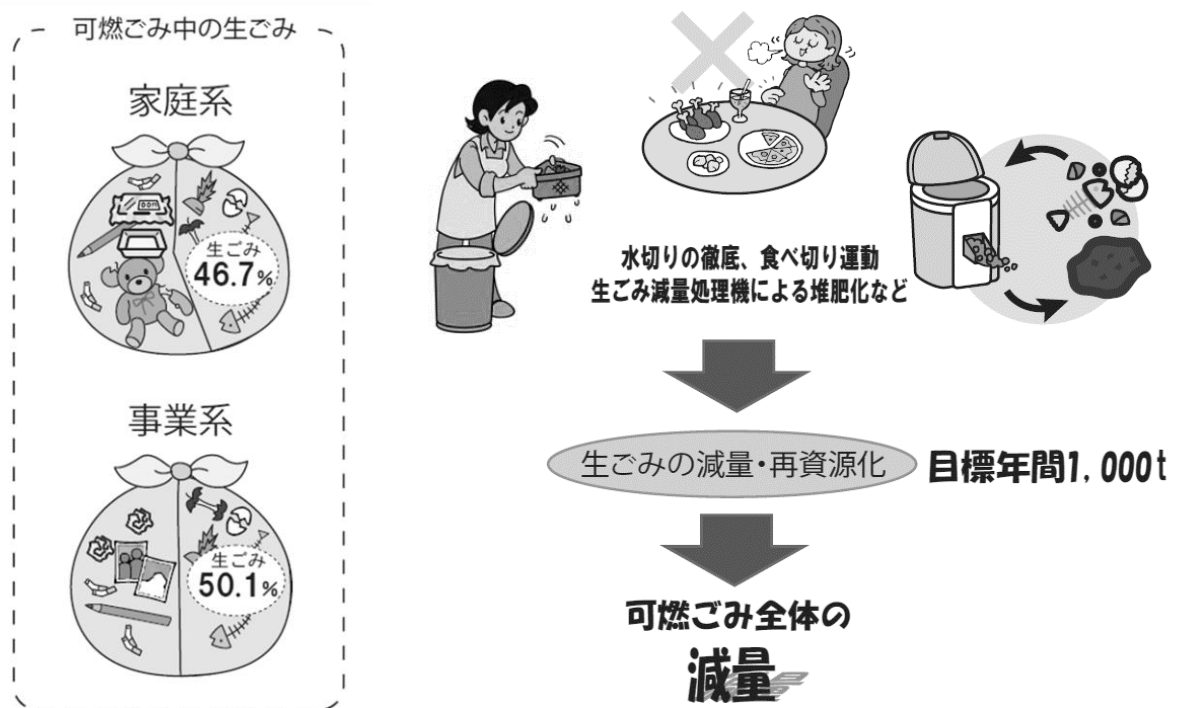 可燃ごみ中の生ごみ
家庭系
生ごみ
46.7%
事業系
生ごみ
50.1%
水切りの徹底、食べ切り運動
生ごみ減量処理機による堆肥化など
生ごみの減量・再資源化
目標年間1,000t
可燃ごみ全体の
減量